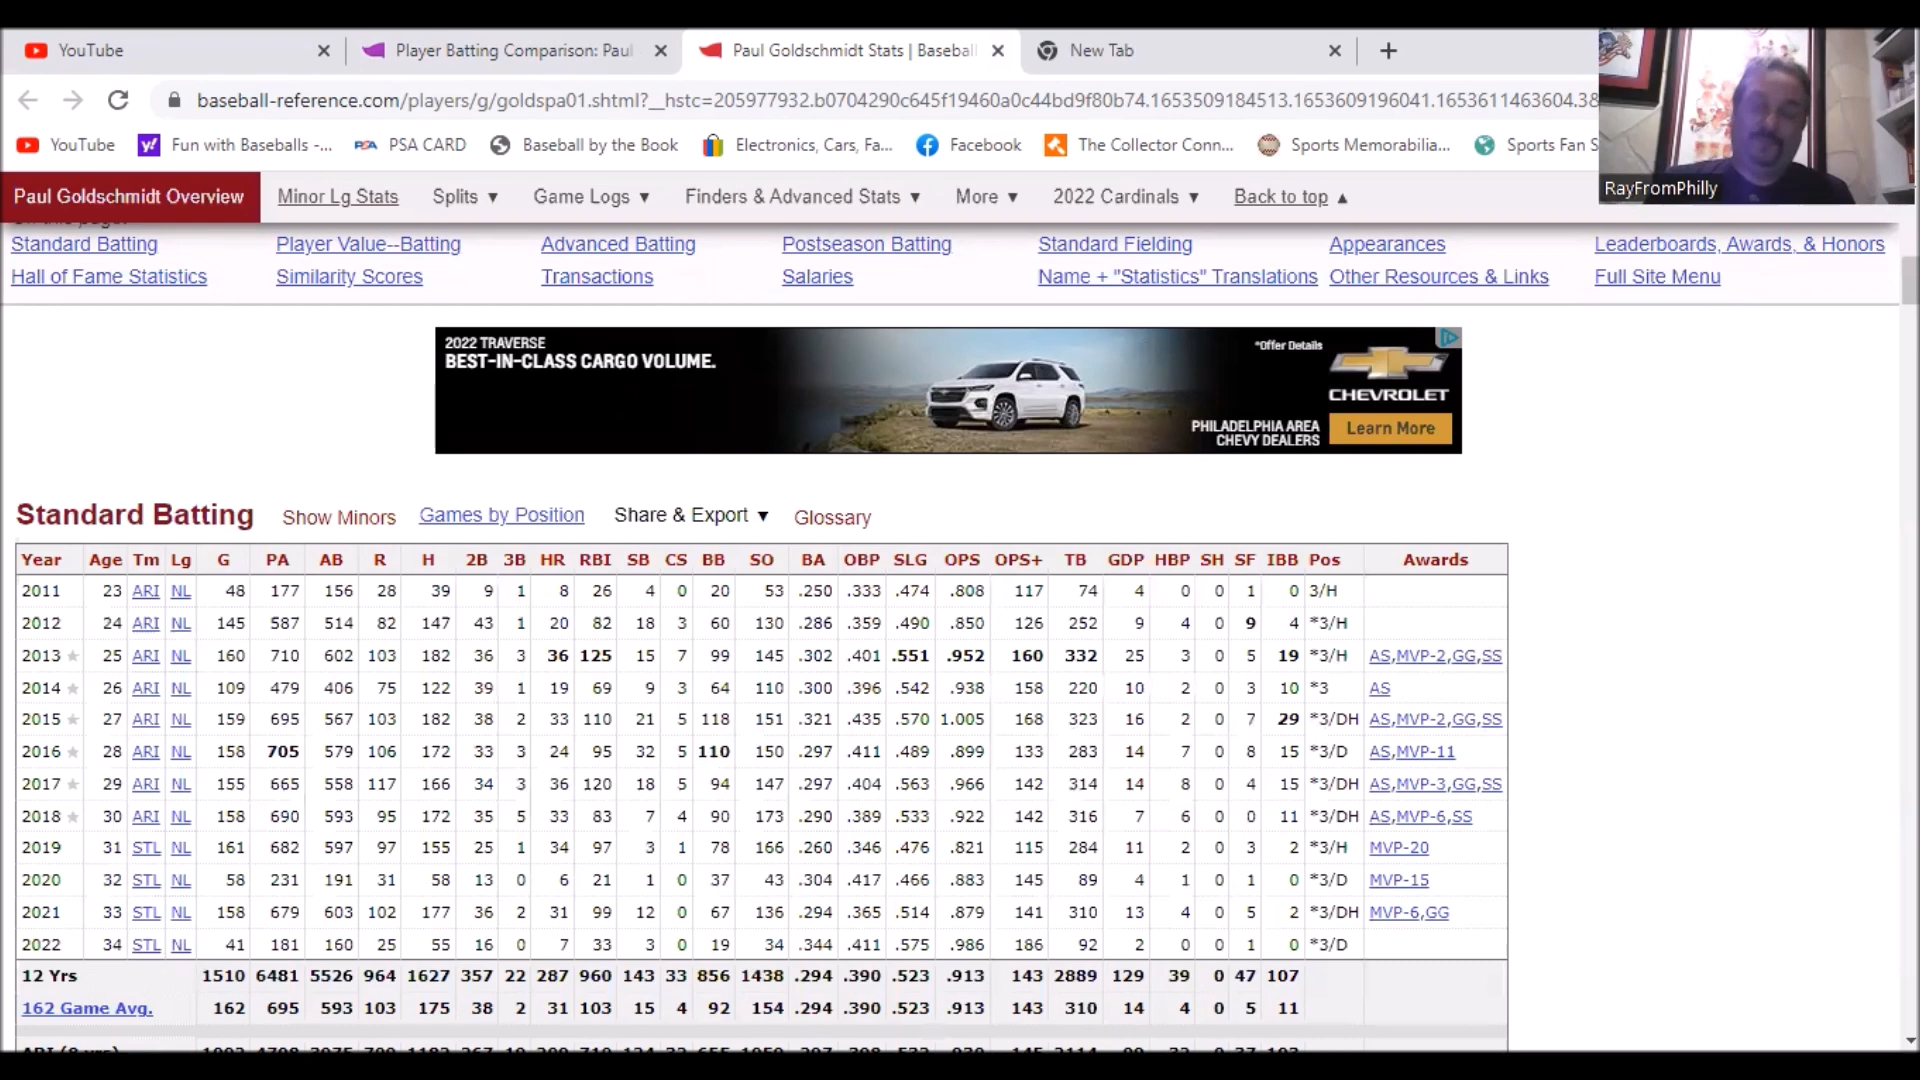 YouTube
Player Batting Comparison: Paul
Paul Goldschmidt Stats | Baseball
New Tab
baseball-reference.com/players/g/goldspa01.shtml?__hstc=205977932.b0704290c645f19460a0c44bd9f80b74.1653509184513.1653609196041.1653611463604.38
YouTube Fun with Baseballs -... PSA CARD Baseball by the Book Electronics, Cars, Fa... Facebook The Collector Conn... Sports Memorabilia... Sports Fan S
RayFromPhilly
Paul Goldschmidt Overview Minor Lg Stats Splits ▼ Game Logs ▼ Finders & Advanced Stats ▼ More ▼ 2022 Cardinals ▼ Back to top ▲
Standard Batting Player Value--Batting Advanced Batting Postseason Batting Standard Fielding Appearances Leaderboards, Awards, & Honors
Hall of Fame Statistics Similarity Scores Transactions Salaries Name + "Statistics" Translations Other Resources & Links Full Site Menu
2022 TRAVERSE
BEST-IN-CLASS CARGO VOLUME.
*Offer Details
CHEVROLET
PHILADELPHIA AREA
CHEVY DEALERS
Learn More
Standard Batting Show Minors Games by Position Share & Export ▼ Glossary
Year Age Tm Lg G PA AB R H 2B 3B HR RBI SB CS BB SO BA OBP SLG OPS OPS+ TB GDP HBP SH SF IBB Pos Awards
2011 23 ARI NL 48 177 156 28 39 9 1 8 26 4 0 20 53 .250 .333 .474 .808 117 74 4 0 0 1 0 3/H
2012 24 ARI NL 145 587 514 82 147 43 1 20 82 18 3 60 130 .286 .359 .490 .850 126 252 9 4 0 9 4 *3/H
2013 ★ 25 ARI NL 160 710 602 103 182 36 3 36 125 15 7 99 145 .302 .401 .551 .952 160 332 25 3 0 5 19 *3/H AS,MVP-2,GG,SS
2014 ★ 26 ARI NL 109 479 406 75 122 39 1 19 69 9 3 64 110 .300 .396 .542 .938 158 220 10 2 0 3 10 *3 AS
2015 ★ 27 ARI NL 159 695 567 103 182 38 2 33 110 21 5 118 151 .321 .435 .570 1.005 168 323 16 2 0 7 29 *3/DH AS,MVP-2,GG,SS
2016 ★ 28 ARI NL 158 705 579 106 172 33 3 24 95 32 5 110 150 .297 .411 .489 .899 133 283 14 7 0 8 15 *3/D AS,MVP-11
2017 ★ 29 ARI NL 155 665 558 117 166 34 3 36 120 18 5 94 147 .297 .404 .563 .966 142 314 14 8 0 4 15 *3/DH AS,MVP-3,GG,SS
2018 ★ 30 ARI NL 158 690 593 95 172 35 5 33 83 7 4 90 173 .290 .389 .533 .922 142 316 7 6 0 0 11 *3/DH AS,MVP-6,SS
2019 31 STL NL 161 682 597 97 155 25 1 34 97 3 1 78 166 .260 .346 .476 .821 115 284 11 2 0 3 2 *3/H MVP-20
2020 32 STL NL 58 231 191 31 58 13 0 6 21 1 0 37 43 .304 .417 .466 .883 145 89 4 1 0 1 0 *3/D MVP-15
2021 33 STL NL 158 679 603 102 177 36 2 31 99 12 0 67 136 .294 .365 .514 .879 141 310 13 4 0 5 2 *3/DH MVP-6,GG
2022 34 STL NL 41 181 160 25 55 16 0 7 33 3 0 19 34 .344 .411 .575 .986 186 92 2 0 0 1 0 *3/D
12 Yrs 1510 6481 5526 964 1627 357 22 287 960 143 33 856 1438 .294 .390 .523 .913 143 2889 129 39 0 47 107
162 Game Avg. 162 695 593 103 175 38 2 31 103 15 4 92 154 .294 .390 .523 .913 143 310 14 4 0 5 11